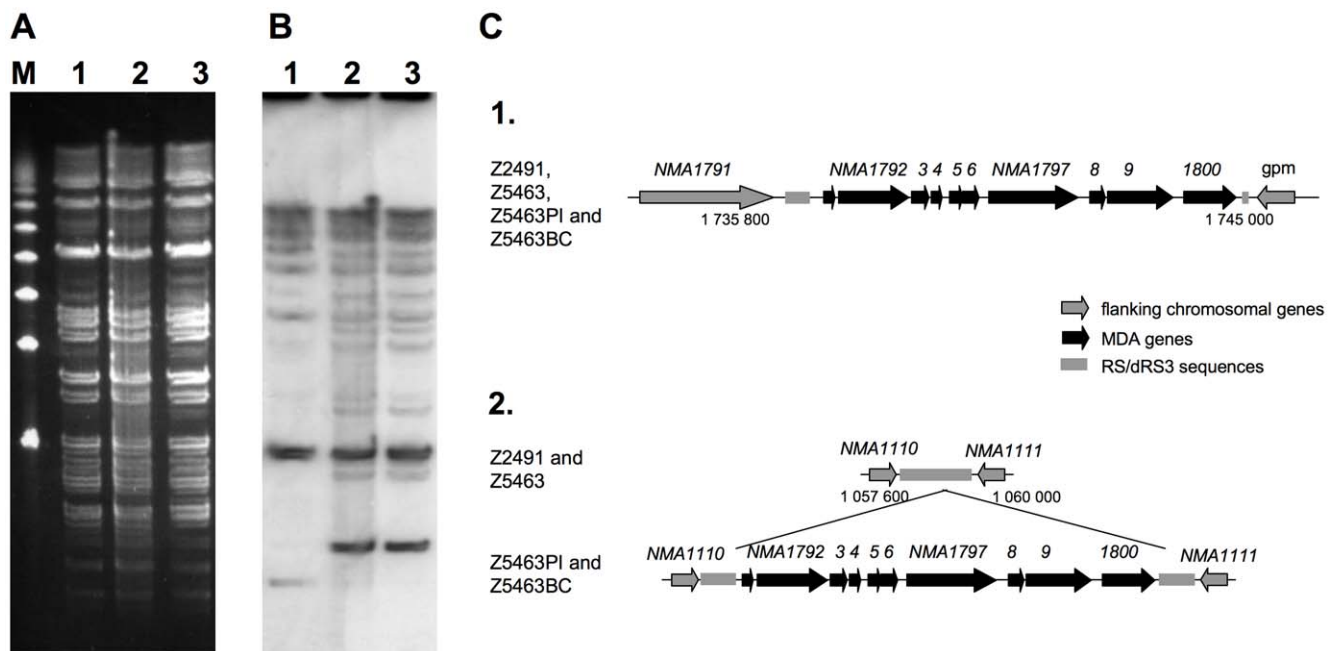 A
B
C
M 1 2 3
1 2 3
1.
Z2491,
Z5463,
Z5463PI and
Z5463BC
NMA1791 NMA1792 3 4 5 6 NMA1797 8 9 1800 gpm
1 735 800 1 745 000
flanking chromosomal genes
MDA genes
RS/dRS3 sequences
2.
Z2491 and
Z5463
NMA1110 NMA1111
1 057 600 1 060 000
Z5463PI and
Z5463BC
NMA1110 NMA1792 3 4 5 6 NMA1797 8 9 1800 NMA1111